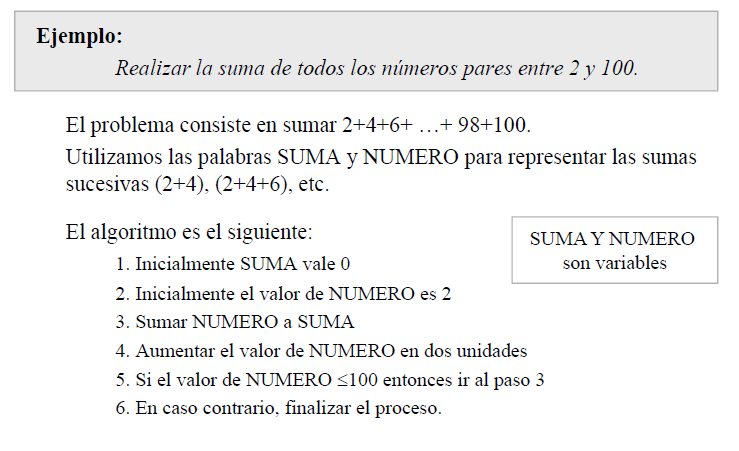 Ejemplo:
Realizar la suma de todos los números pares entre 2 y 100.
El problema consiste en sumar 2+4+6+ …+ 98+100.
Utilizamos las palabras SUMA y NUMERO para representar las sumas
sucesivas (2+4), (2+4+6), etc.
El algoritmo es el siguiente:
SUMA Y NUMERO
son variables
1. Inicialmente SUMA vale 0
2. Inicialmente el valor de NUMERO es 2
3. Sumar NUMERO a SUMA
4. Aumentar el valor de NUMERO en dos unidades
5. Si el valor de NUMERO ≤100 entonces ir al paso 3
6. En caso contrario, finalizar el proceso.